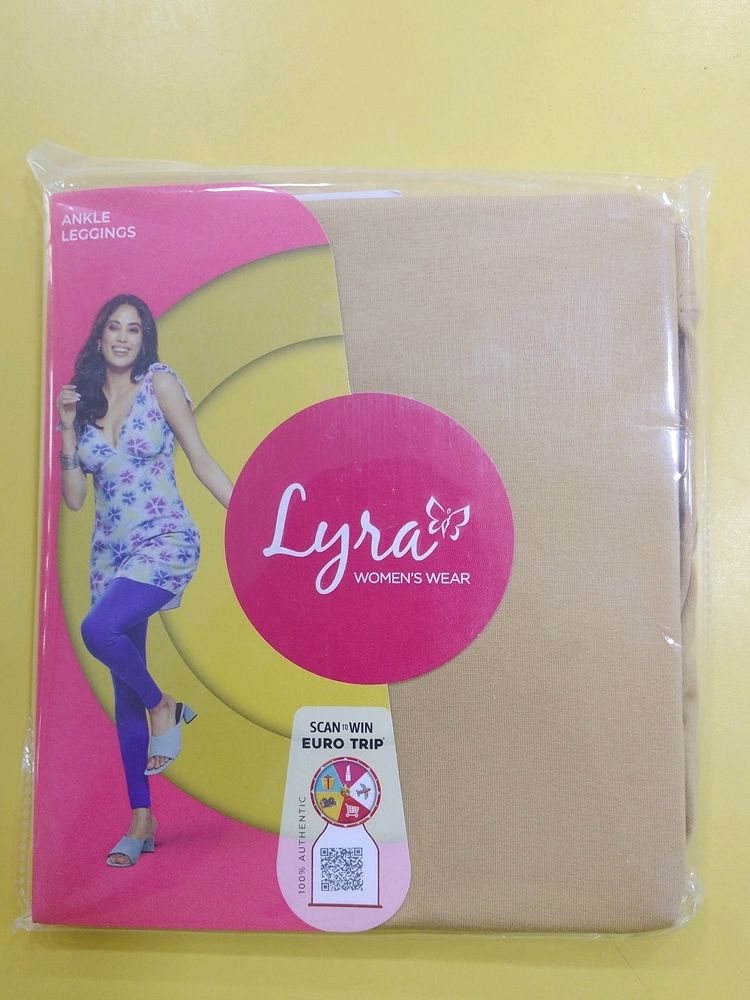 ANKLE
LEGGINGS
Lyra
WOMEN'S WEAR
SCAN TO WIN
EURO TRIP*
100% AUTHENTIC